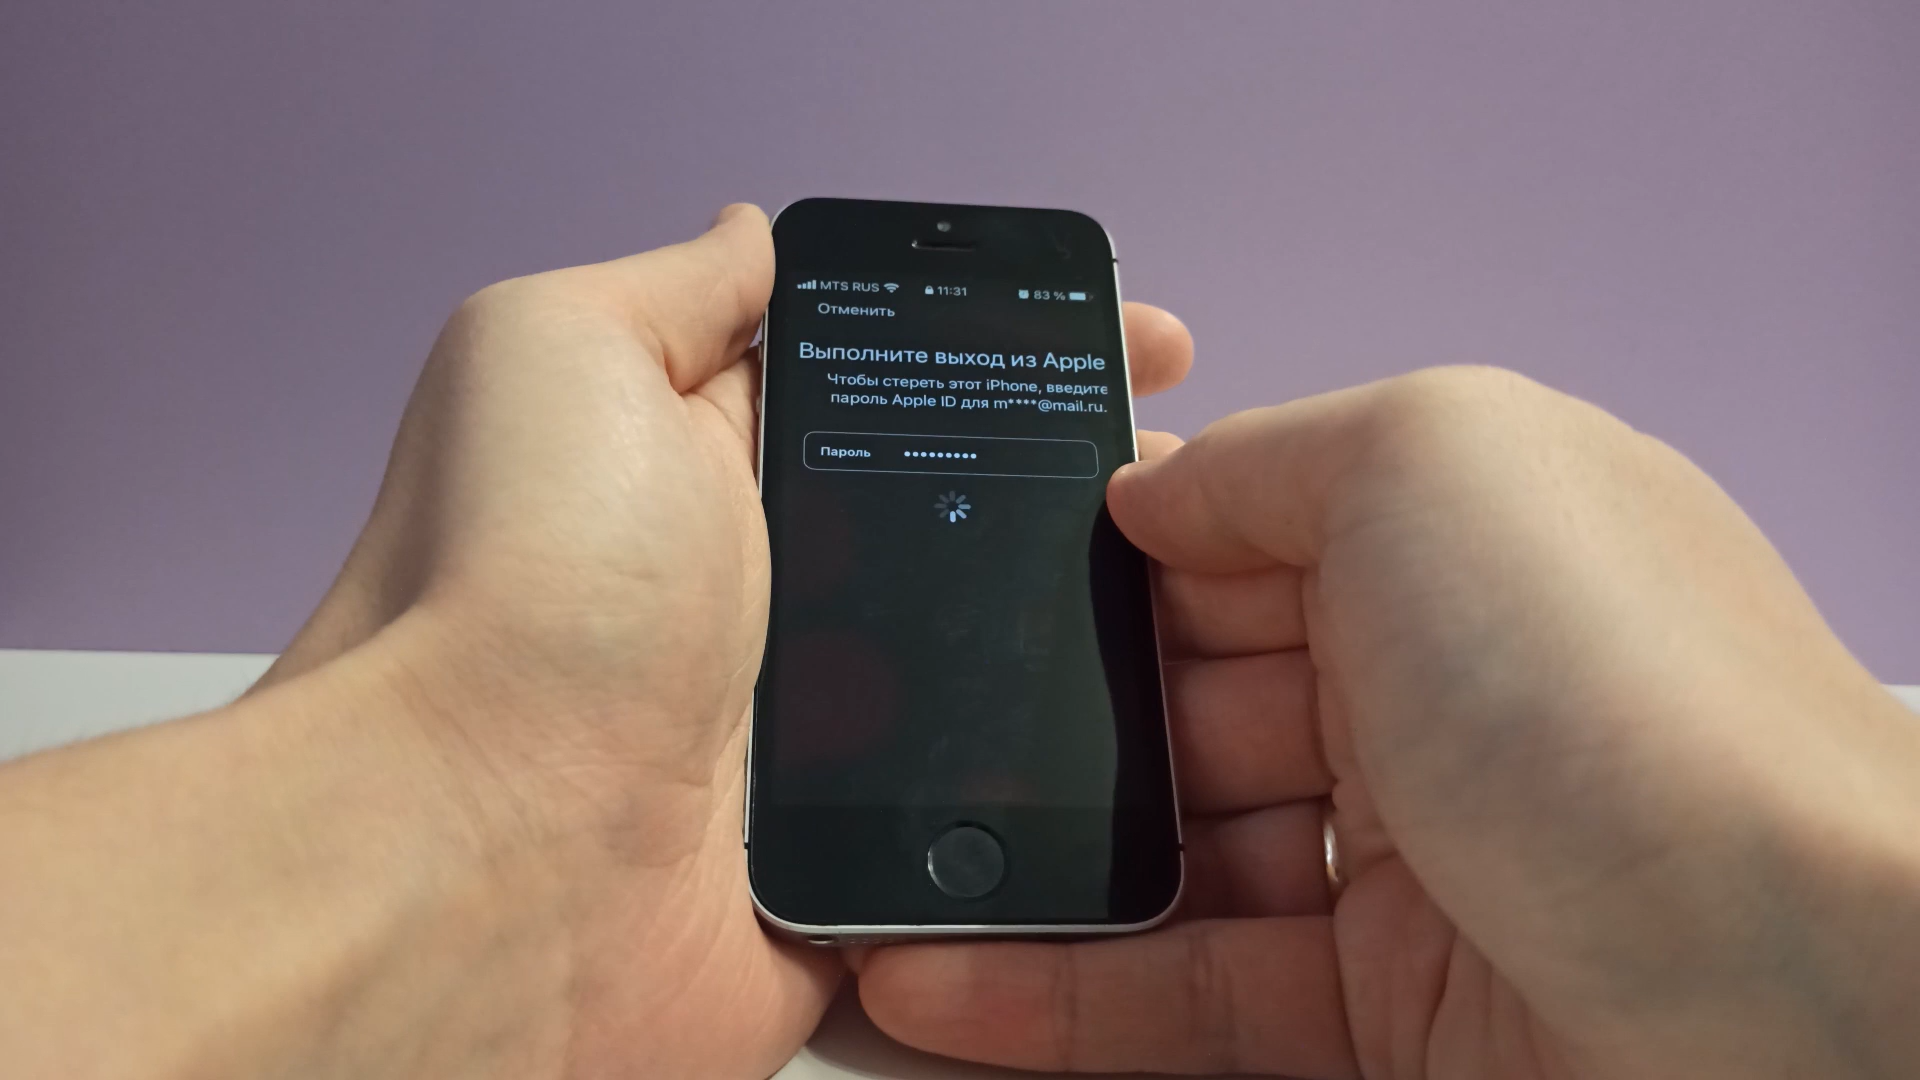 MTS RUS 11:31 83 %
Отменить
Выполните выход из Apple
Чтобы стереть этот iPhone, введите
пароль Apple ID для m****@mail.ru.
Пароль •••••••••